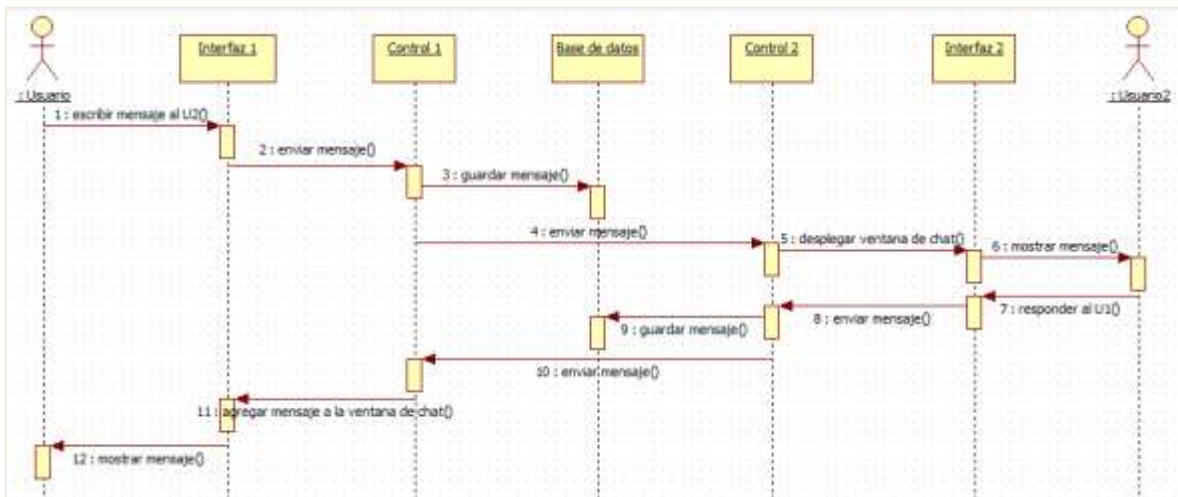 Interfaz 1
Control 1
Base de datos
Control 2
Interfaz 2
: Usuario
: Usuario2
1 : escribir mensaje al U2()
2 : enviar mensaje()
3 : guardar mensaje()
4 : enviar mensaje()
5 : desplegar ventana de chat()
6 : mostrar mensaje()
7 : responder al U1()
8 : enviar mensaje()
9 : guardar mensaje()
10 : enviar mensaje()
11 : agregar mensaje a la ventana de chat()
12 : mostrar mensaje()